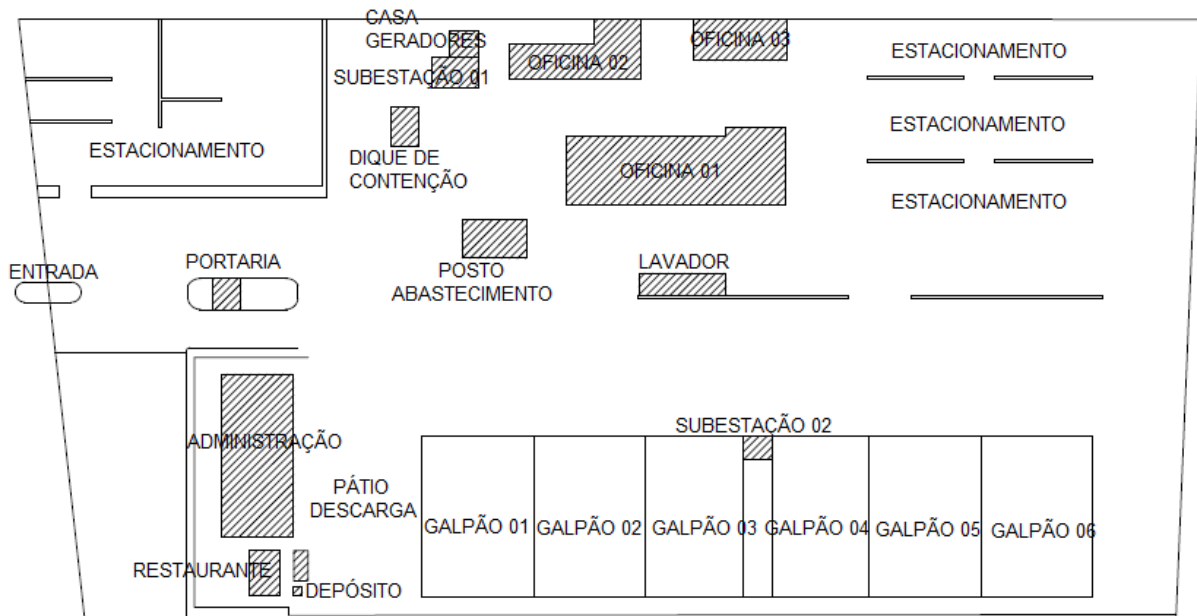 CASA
GERADORES
SUBESTAÇÃO 01
OFICINA 02
OFICINA 03
ESTACIONAMENTO
ESTACIONAMENTO
ESTACIONAMENTO
DIQUE DE
CONTENÇÃO
OFICINA 01
ESTACIONAMENTO
ENTRADA
PORTARIA
POSTO
ABASTECIMENTO
LAVADOR
SUBESTAÇÃO 02
ADMINISTRAÇÃO
PÁTIO
DESCARGA
GALPÃO 01
GALPÃO 02
GALPÃO 03
GALPÃO 04
GALPÃO 05
GALPÃO 06
RESTAURANTE
DEPÓSITO